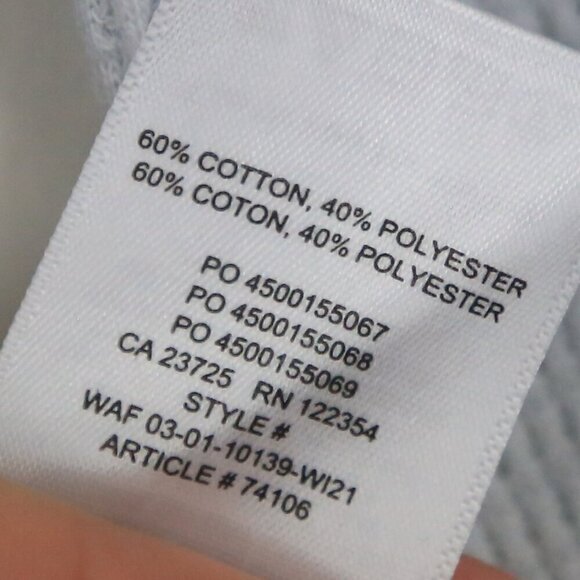 60% COTTON, 40% POLYESTER
60% COTON, 40% POLYESTER
PO 4500155067
PO 4500155068
PO 4500155069
CA 23725 RN 122354
STYLE #
WAF 03-01-10139-WI21
ARTICLE # 74106